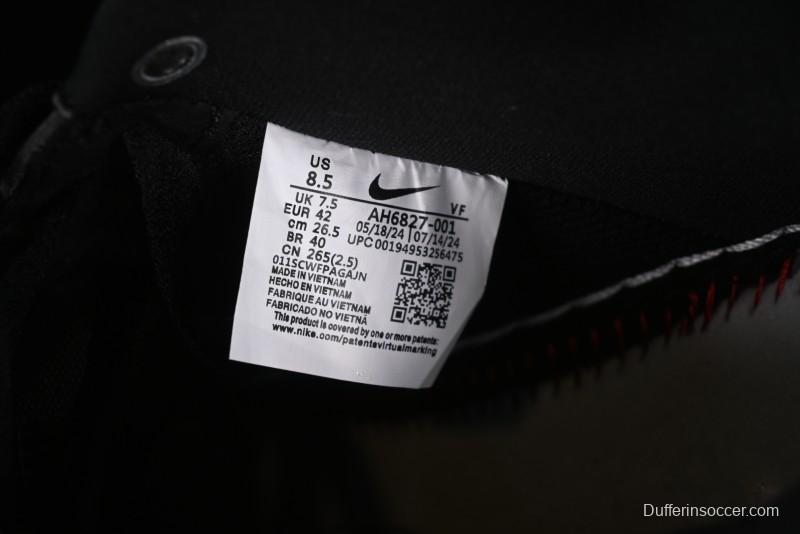 US
8.5
UK 7.5
EUR 42
cm 26.5
BR 40
CN 265(2.5)
VF
AH6827-001
05/18/24 07/14/24
UPC 00194953256475
011SCWFPAGAJN
MADE IN VIETNAM
HECHO EN VIETNAM
FABRIQUE AU VIETNAM
FABRICADO NO VIETNÃ
This product is covered by one or more patents:
www.nike.com/patentsvirtualmarking
Dufferinsoccer.com